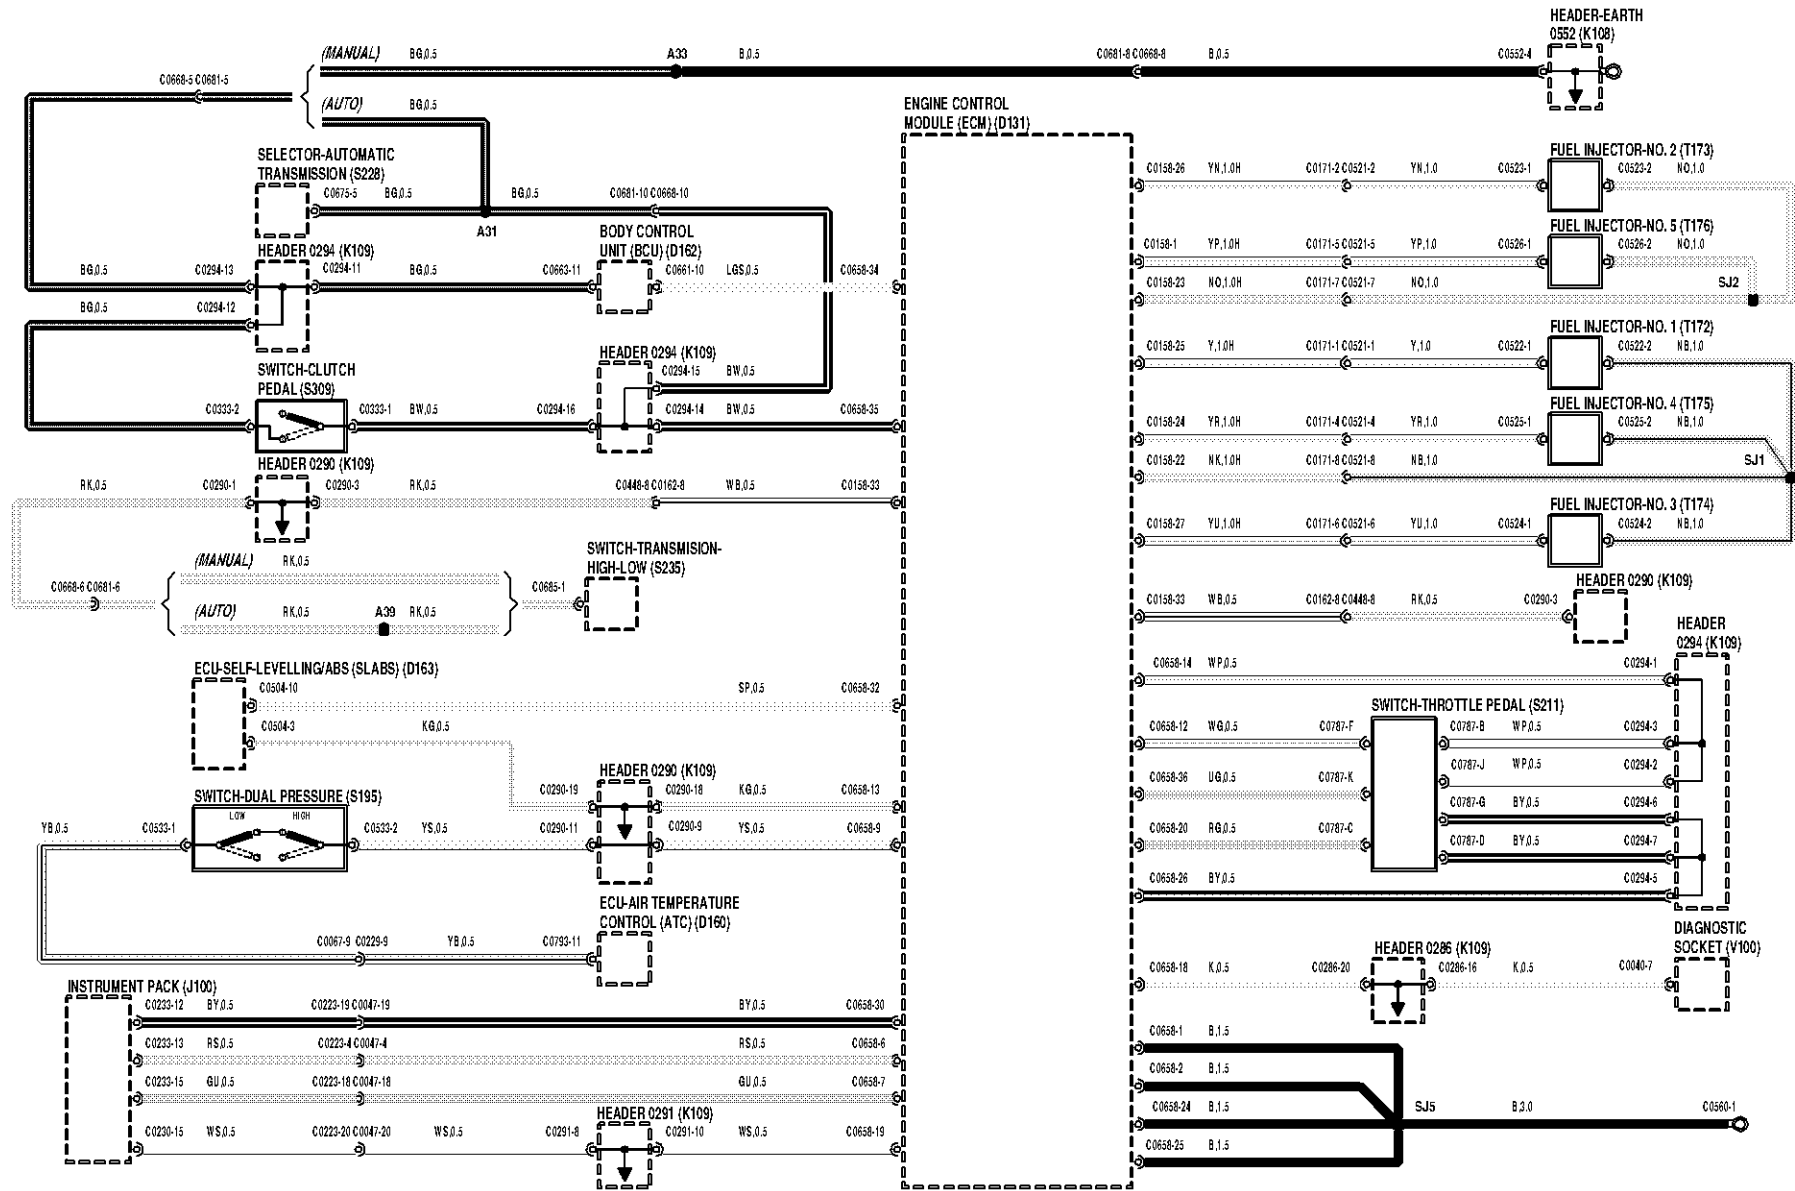 HEADER-EARTH
0552 (K108)
(MANUAL) BG,0.5 A33 B,0.5 C0681-8 C0668-8 B,0.5 C0552-4
C0668-5 C0681-5
(AUTO) BG,0.5
ENGINE CONTROL
MODULE (ECM) (D131)
SELECTOR-AUTOMATIC
TRANSMISSION (S228)
C0675-5 BG,0.5 BG,0.5 C0681-10 C0668-10
A31
HEADER 0294 (K109)
BODY CONTROL
UNIT (BCU) (D162)
BG,0.5 C0294-13 C0294-11 BG,0.5 C0663-11 C0661-10 LGS,0.5 C0658-34
BG,0.5 C0294-12
HEADER 0294 (K109)
C0294-15 BW,0.5
SWITCH-CLUTCH
PEDAL (S309)
C0333-2 C0333-1 BW,0.5 C0294-16 C0294-14 BW,0.5 C0658-35
HEADER 0290 (K109)
RK,0.5 C0290-1 C0290-3 RK,0.5 C0448-8 C0162-8 WB,0.5 C0158-33
SWITCH-TRANSMISION-
HIGH-LOW (S235)
(MANUAL) RK,0.5
C0668-6 C0681-6 C0685-1
(AUTO) RK,0.5 A39 RK,0.5
ECU-SELF-LEVELLING/ABS (SLABS) (D163)
C0504-10 SP,0.5 C0658-32
C0504-3 KG,0.5
HEADER 0290 (K109)
C0290-19 C0290-18 KG,0.5 C0658-13
SWITCH-DUAL PRESSURE (S195)
LOW HIGH
YB,0.5 C0533-1 C0533-2 YS,0.5 C0290-11 C0290-9 YS,0.5 C0658-9
ECU-AIR TEMPERATURE
CONTROL (ATC) (D160)
C0067-9 C0229-9 YB,0.5 C0793-11
INSTRUMENT PACK (J100)
C0233-12 BY,0.5 C0223-19 C0047-19 BY,0.5 C0658-30
C0233-13 RS,0.5 C0223-4 C0047-4 RS,0.5 C0658-6
C0233-15 GU,0.5 C0223-18 C0047-18 GU,0.5 C0658-7
HEADER 0291 (K109)
C0230-15 WS,0.5 C0223-20 C0047-20 WS,0.5 C0291-8 C0291-10 WS,0.5 C0658-19
FUEL INJECTOR-NO. 2 (T173)
C0158-26 YN,1.0H C0171-2 C0521-2 YN,1.0 C0523-1 C0523-2 NO,1.0
FUEL INJECTOR-NO. 5 (T176)
C0158-1 YP,1.0H C0171-5 C0521-5 YP,1.0 C0526-1 C0526-2 NO,1.0
C0158-23 NO,1.0H C0171-7 C0521-7 NO,1.0 SJ2
FUEL INJECTOR-NO. 1 (T172)
C0158-25 Y,1.0H C0171-1 C0521-1 Y,1.0 C0522-1 C0522-2 NB,1.0
FUEL INJECTOR-NO. 4 (T175)
C0158-24 YR,1.0H C0171-4 C0521-4 YR,1.0 C0525-1 C0525-2 NB,1.0
C0158-22 NK,1.0H C0171-8 C0521-8 NB,1.0 SJ1
FUEL INJECTOR-NO. 3 (T174)
C0158-27 YU,1.0H C0171-6 C0521-6 YU,1.0 C0524-1 C0524-2 NB,1.0
HEADER 0290 (K109)
C0158-33 WB,0.5 C0162-8 C0448-8 RK,0.5 C0290-3
HEADER
0294 (K109)
C0658-14 WP,0.5 C0294-1
SWITCH-THROTTLE PEDAL (S211)
C0658-12 WG,0.5 C0787-F C0787-B WP,0.5 C0294-3
C0787-J WP,0.5 C0294-2
C0658-36 UG,0.5 C0787-K
C0787-G BY,0.5 C0294-6
C0658-20 RG,0.5 C0787-C
C0787-D BY,0.5 C0294-7
C0658-26 BY,0.5 C0294-5
DIAGNOSTIC
SOCKET (V100)
HEADER 0286 (K109)
C0658-18 K,0.5 C0286-20 C0286-16 K,0.5 C0040-7
C0658-1 B,1.5
C0658-2 B,1.5
C0658-24 B,1.5 SJ5 B,3.0 C0560-1
C0658-25 B,1.5